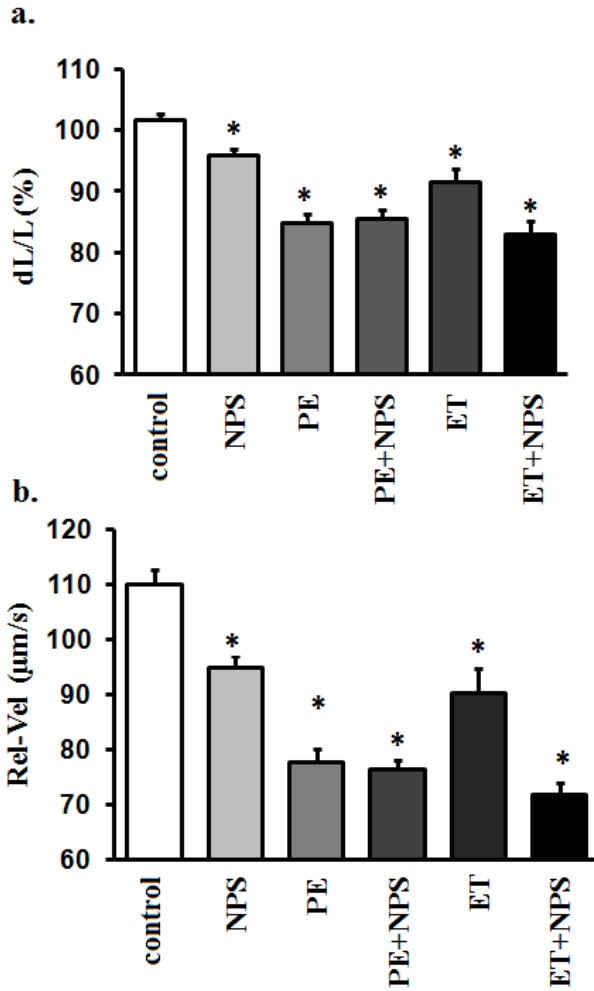 a.
110
100
90
80
70
60
dL/L (%)
*
*
*
*
*
control
NPS
PE
PE+NPS
ET
ET+NPS
b.
120
110
100
90
80
70
60
Rel-Vel (µm/s)
*
*
*
*
*
control
NPS
PE
PE+NPS
ET
ET+NPS